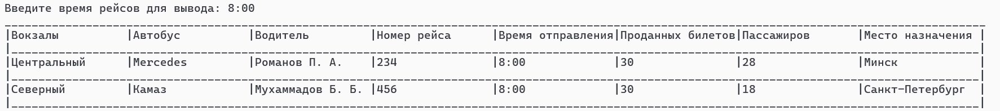 Введите время рейсов для вывода: 8:00
|Вокзалы |Автобус |Водитель |Номер рейса |Время отправления|Проданных билетов|Пассажиров |Место назначения |
|Центральный |Mercedes |Романов П. А. |234 |8:00 |30 |28 |Минск |
|Северный |Камаз |Мухаммадов Б. Б. |456 |8:00 |30 |18 |Санкт-Петербург |